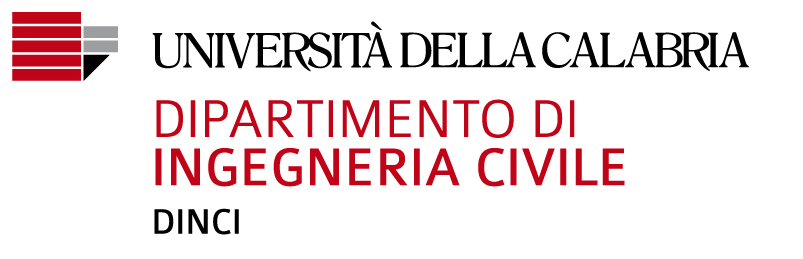 UNIVERSITÀ DELLA CALABRIA
DIPARTIMENTO DI
INGEGNERIA CIVILE
DINCI